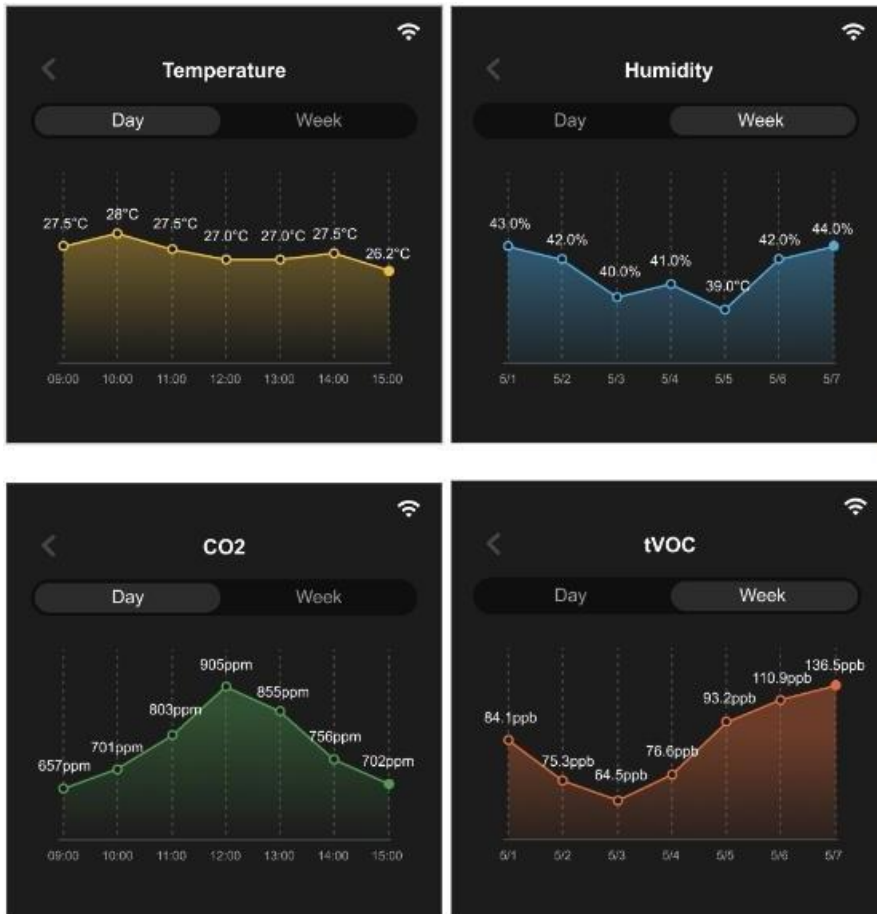 Temperature
Day Week
28°C
27.5°C 27.5°C 27.0°C 27.0°C 27.5°C 26.2°C
09:00 10:00 11:00 12:00 13:00 14:00 15:00
Humidity
Day Week
43.0% 42.0% 40.0% 41.0% 39.0°C 42.0% 44.0%
5/1 5/2 5/3 5/4 5/5 5/6 5/7
CO2
Day Week
657ppm 701ppm 803ppm 905ppm 855ppm 756ppm 702ppm
09:00 10:00 11:00 12:00 13:00 14:00 15:00
tVOC
Day Week
84.1ppb 75.3ppb 64.5ppb 76.6ppb 93.2ppb 110.9ppb 136.5ppb
5/1 5/2 5/3 5/4 5/5 5/6 5/7